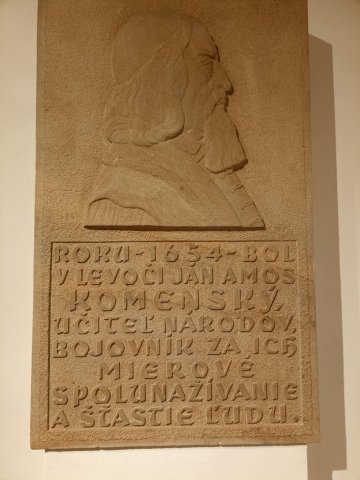 ROKU - 1654 - BOL
V LEVOČI JÁN AMOS
KOMENSKÝ,
UČITEĽ NÁRODOV,
BOJOVNÍK ZA ICH
MIEROVÉ
SPOLUNAŽÍVANIE
A ŠŤASTIE ĽUDU.